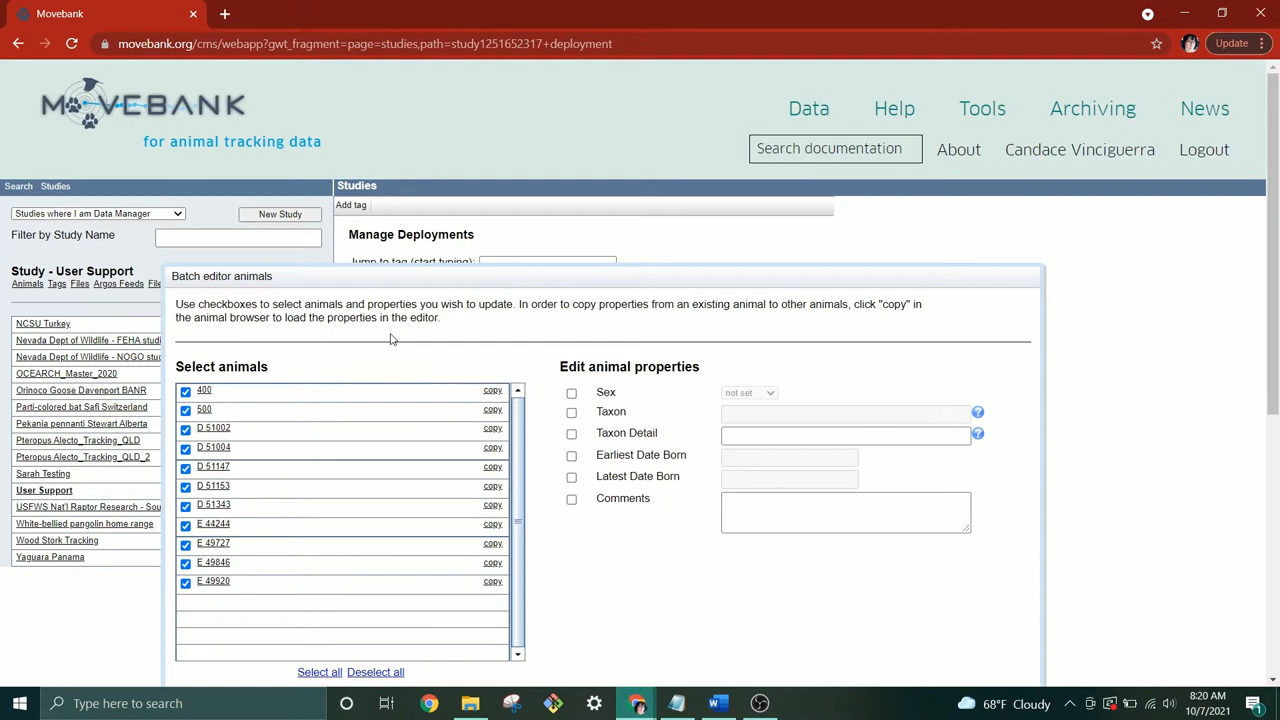 Movebank
movebank.org/cms/webapp?gwt_fragment=page=studies,path=study1251652317+deployment
Update
MOVEBANK
for animal tracking data
Data Help Tools Archiving News
Search documentation About Candace Vinciguerra Logout
Search Studies
Studies
Studies where I am Data Manager New Study
Add tag
Filter by Study Name
Manage Deployments
Jump to tag (start typing):
Study - User Support
Animals Tags Files Argos Feeds File
Batch editor animals
Use checkboxes to select animals and properties you wish to update. In order to copy properties from an existing animal to other animals, click "copy" in
the animal browser to load the properties in the editor.
NCSU Turkey
Nevada Dept of Wildlife - FEHA studi
Nevada Dept of Wildlife - NOGO stud
OCEARCH_Master_2020
Orinoco Goose Davenport BANR
Parti-colored bat Safi Switzerland
Pekania pennanti Stewart Alberta
Pteropus Alecto_Tracking_QLD
Pteropus Alecto_Tracking_QLD_2
Sarah Testing
User Support
USFWS Nat'l Raptor Research - Sou
White-bellied pangolin home range
Wood Stork Tracking
Yaguara Panama
Select animals
400 copy
500 copy
D 51002 copy
D 51004 copy
D 51147 copy
D 51153 copy
D 51343 copy
E 44244 copy
E 49727 copy
E 49846 copy
E 49920 copy
Select all Deselect all
Edit animal properties
Sex not set
Taxon ?
Taxon Detail ?
Earliest Date Born
Latest Date Born
Comments
Type here to search
68°F Cloudy
8:20 AM
10/7/2021
1